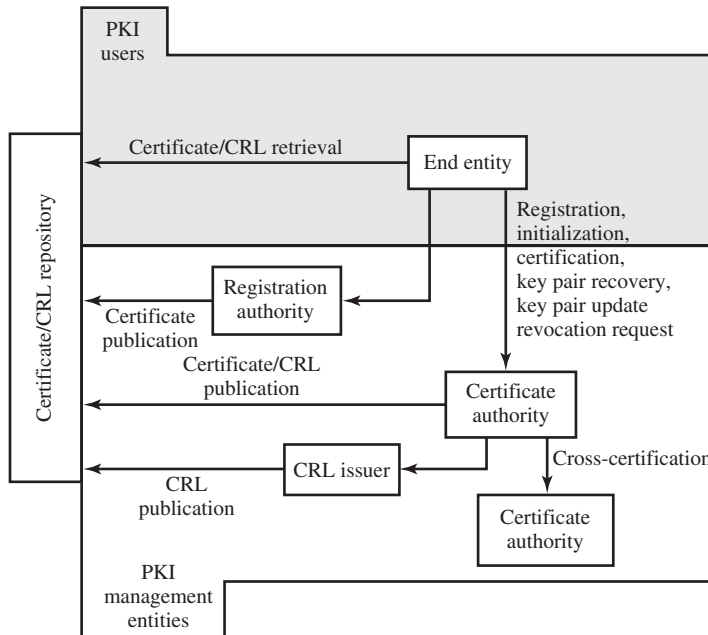 PKI
users
Certificate/CRL retrieval
End entity
Certificate/CRL repository
Registration,
initialization,
certification,
key pair recovery,
key pair update
revocation request
Registration
authority
Certificate
publication
Certificate/CRL
publication
Certificate
authority
CRL issuer
CRL
publication
Cross-certification
Certificate
authority
PKI
management
entities